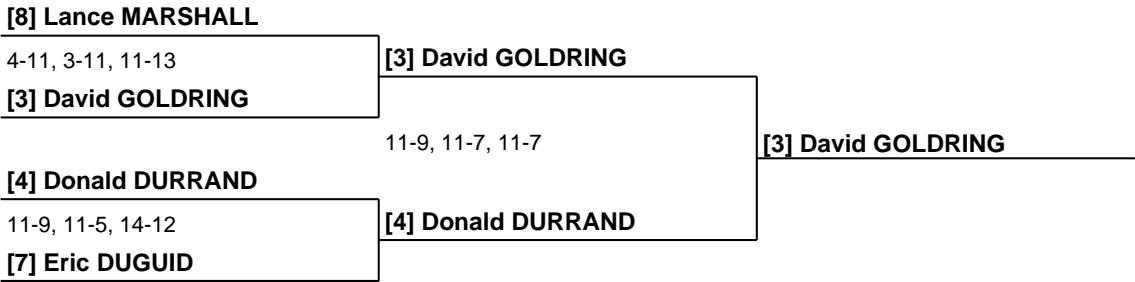 [8] Lance MARSHALL
4-11, 3-11, 11-13
[3] David GOLDRING
[3] David GOLDRING
11-9, 11-7, 11-7
[3] David GOLDRING
[4] Donald DURRAND
11-9, 11-5, 14-12
[4] Donald DURRAND
[7] Eric DUGUID